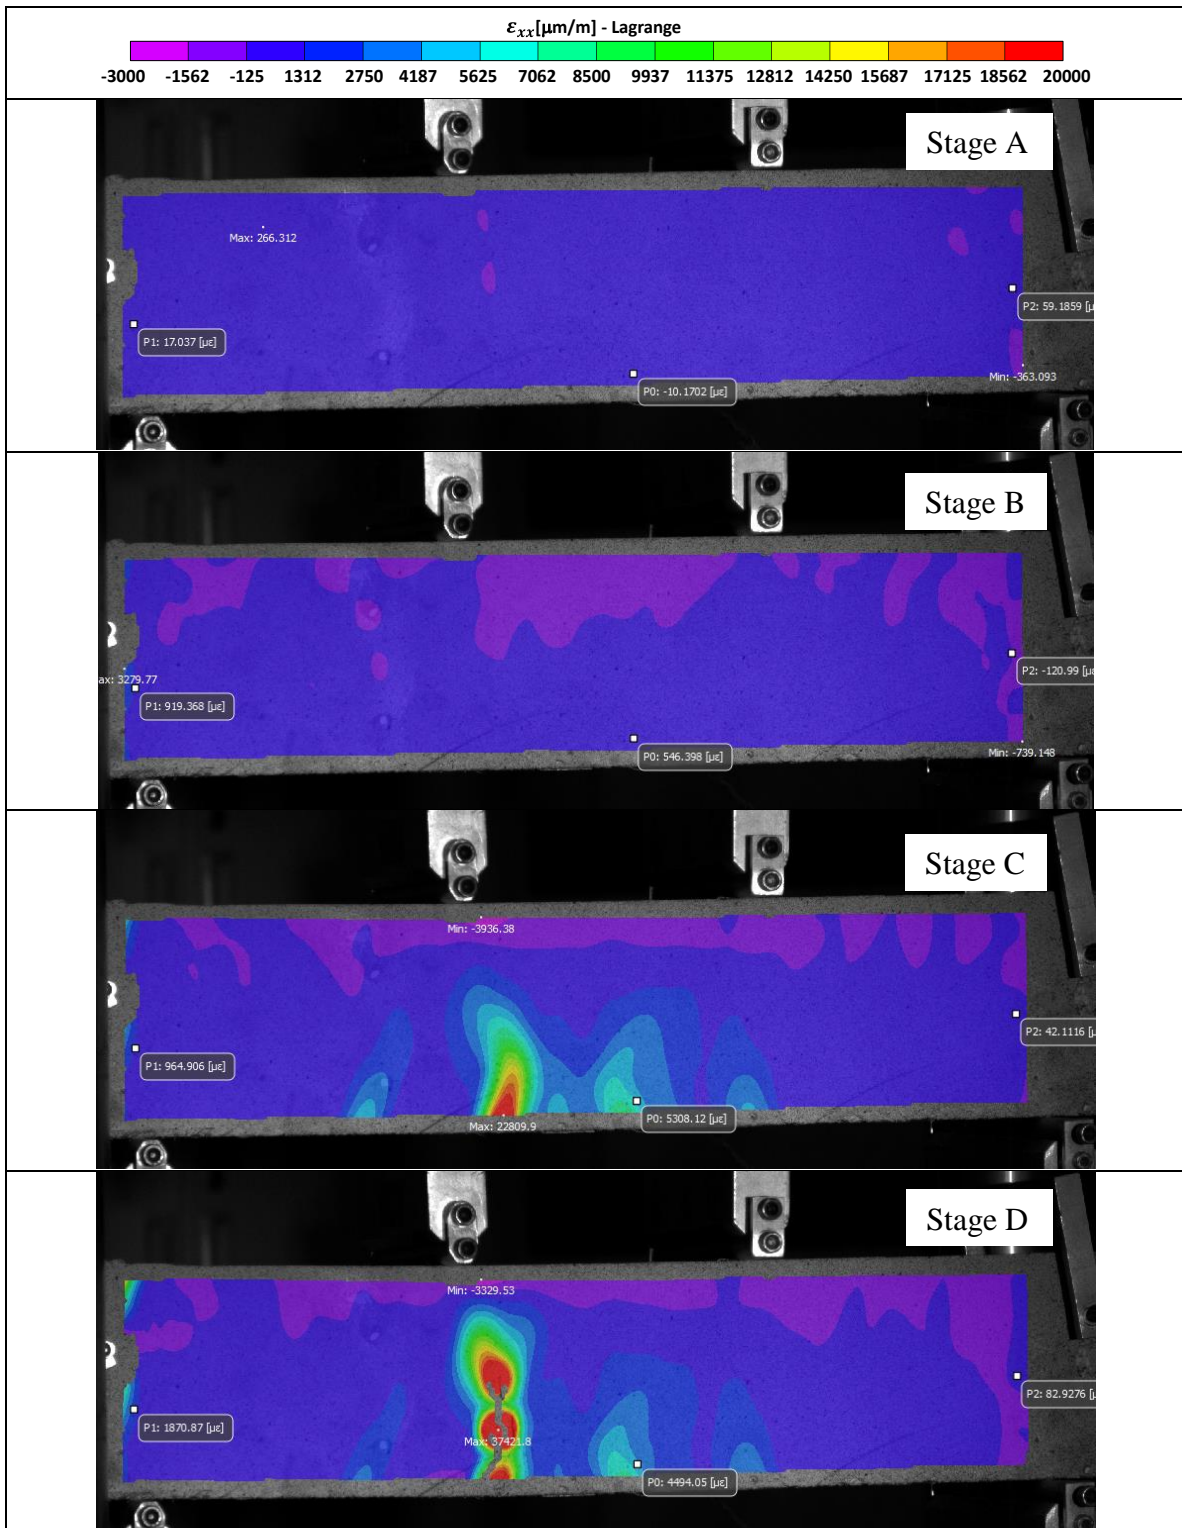 εxx[μm/m] - Lagrange
-3000 -1562 -125 1312 2750 4187 5625 7062 8500 9937 11375 12812 14250 15687 17125 18562 20000
Stage A
Max: 266.312
P2: 59.1859 [μ
P1: 17.037 [με]
Min: -363.093
P0: -10.1702 [με]
Stage B
P2: -120.99 [με
ax: 3279.77
P1: 919.368 [με]
Min: -739.148
P0: 546.398 [με]
Stage C
Min: -3936.38
P2: 42.1116 [μ
P1: 964.906 [με]
P0: 5308.12 [με]
Max: 22809.9
Stage D
Min: -3329.53
P2: 82.9276 [μ
P1: 1870.87 [με]
Max: 37421.8
P0: 4494.05 [με]